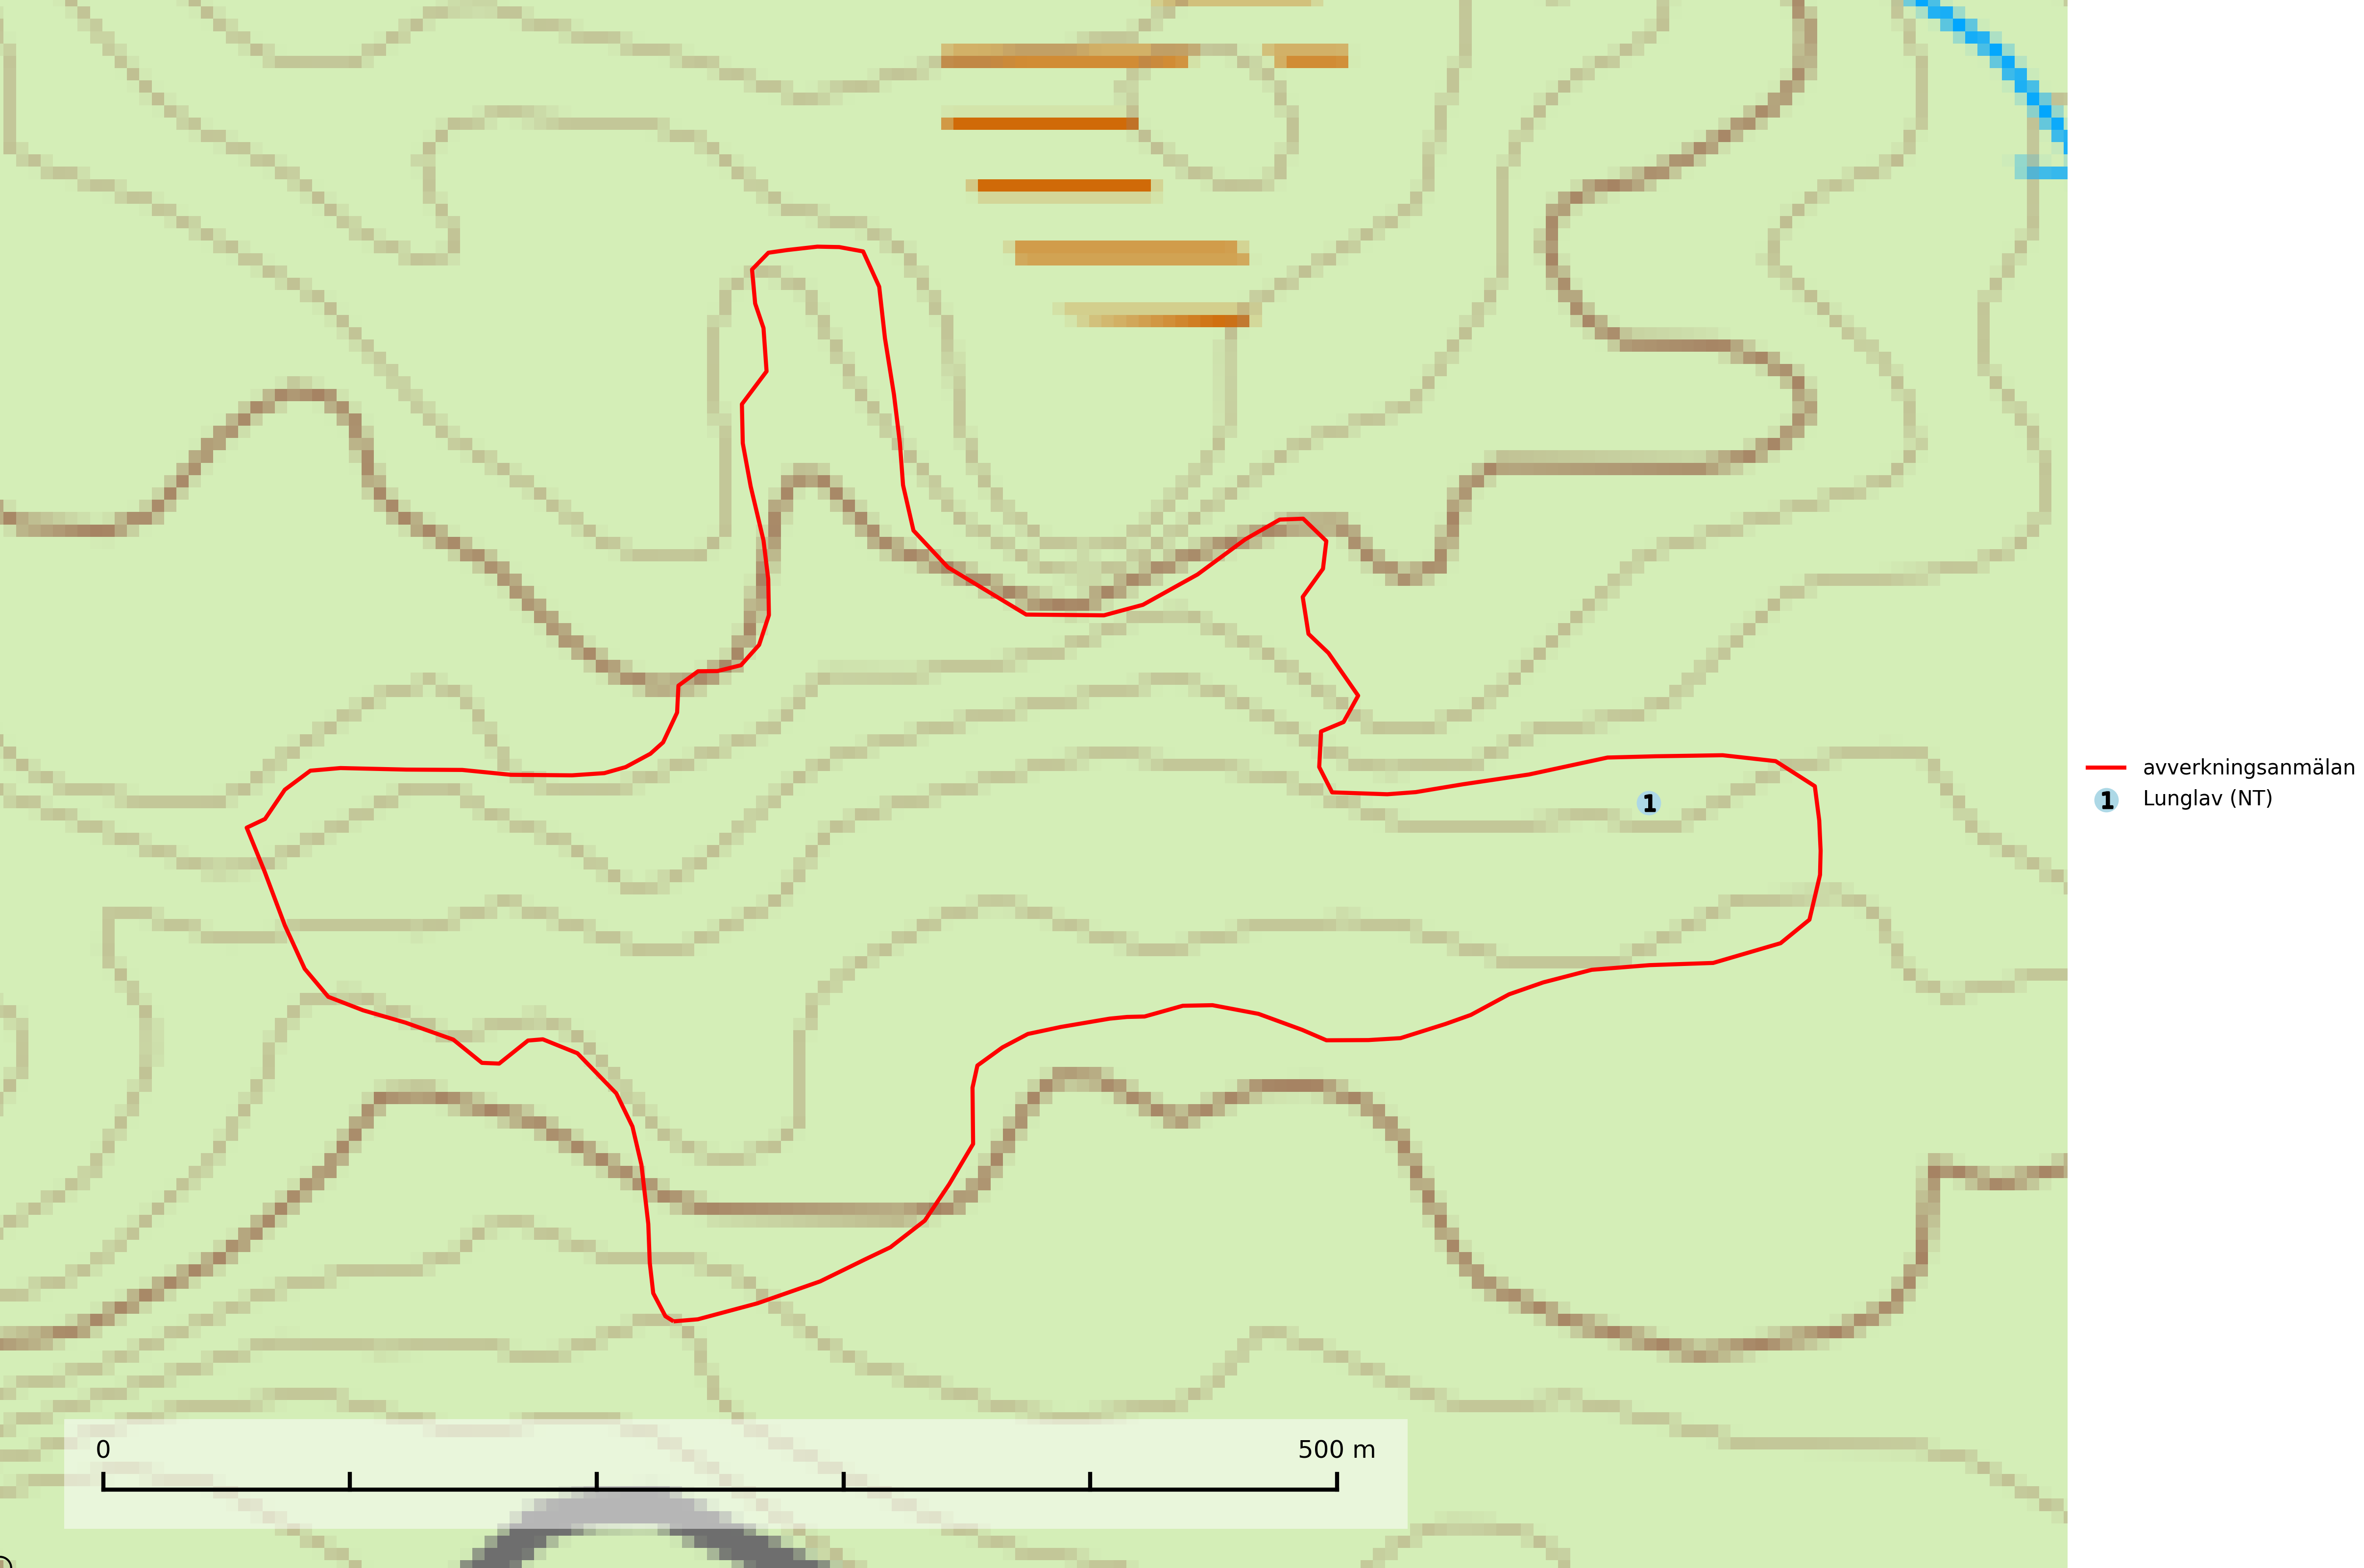 1
avverkningsanmälan
1 Lunglav (NT)
0 500 m